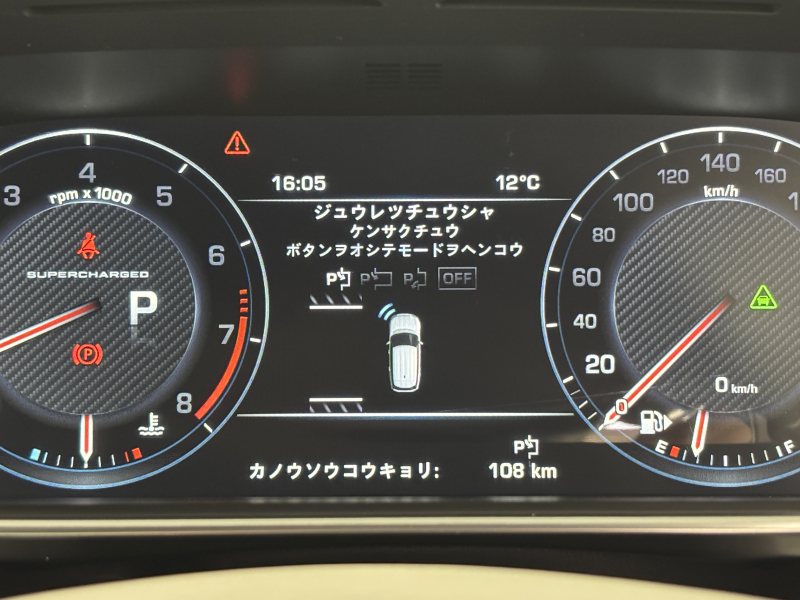 16:05 12°C
ジュウレツチュウシャ
ケンサクチュウ
ボタンヲオシテモードヲヘンコウ
P P P OFF
カノウソウコウキョリ: 108 km
3 4 5 6 7 8
rpm x 1000
SUPERCHARGED
P
P
0 20 40 60 80 100 120 140 160
km/h
0 km/h
E F